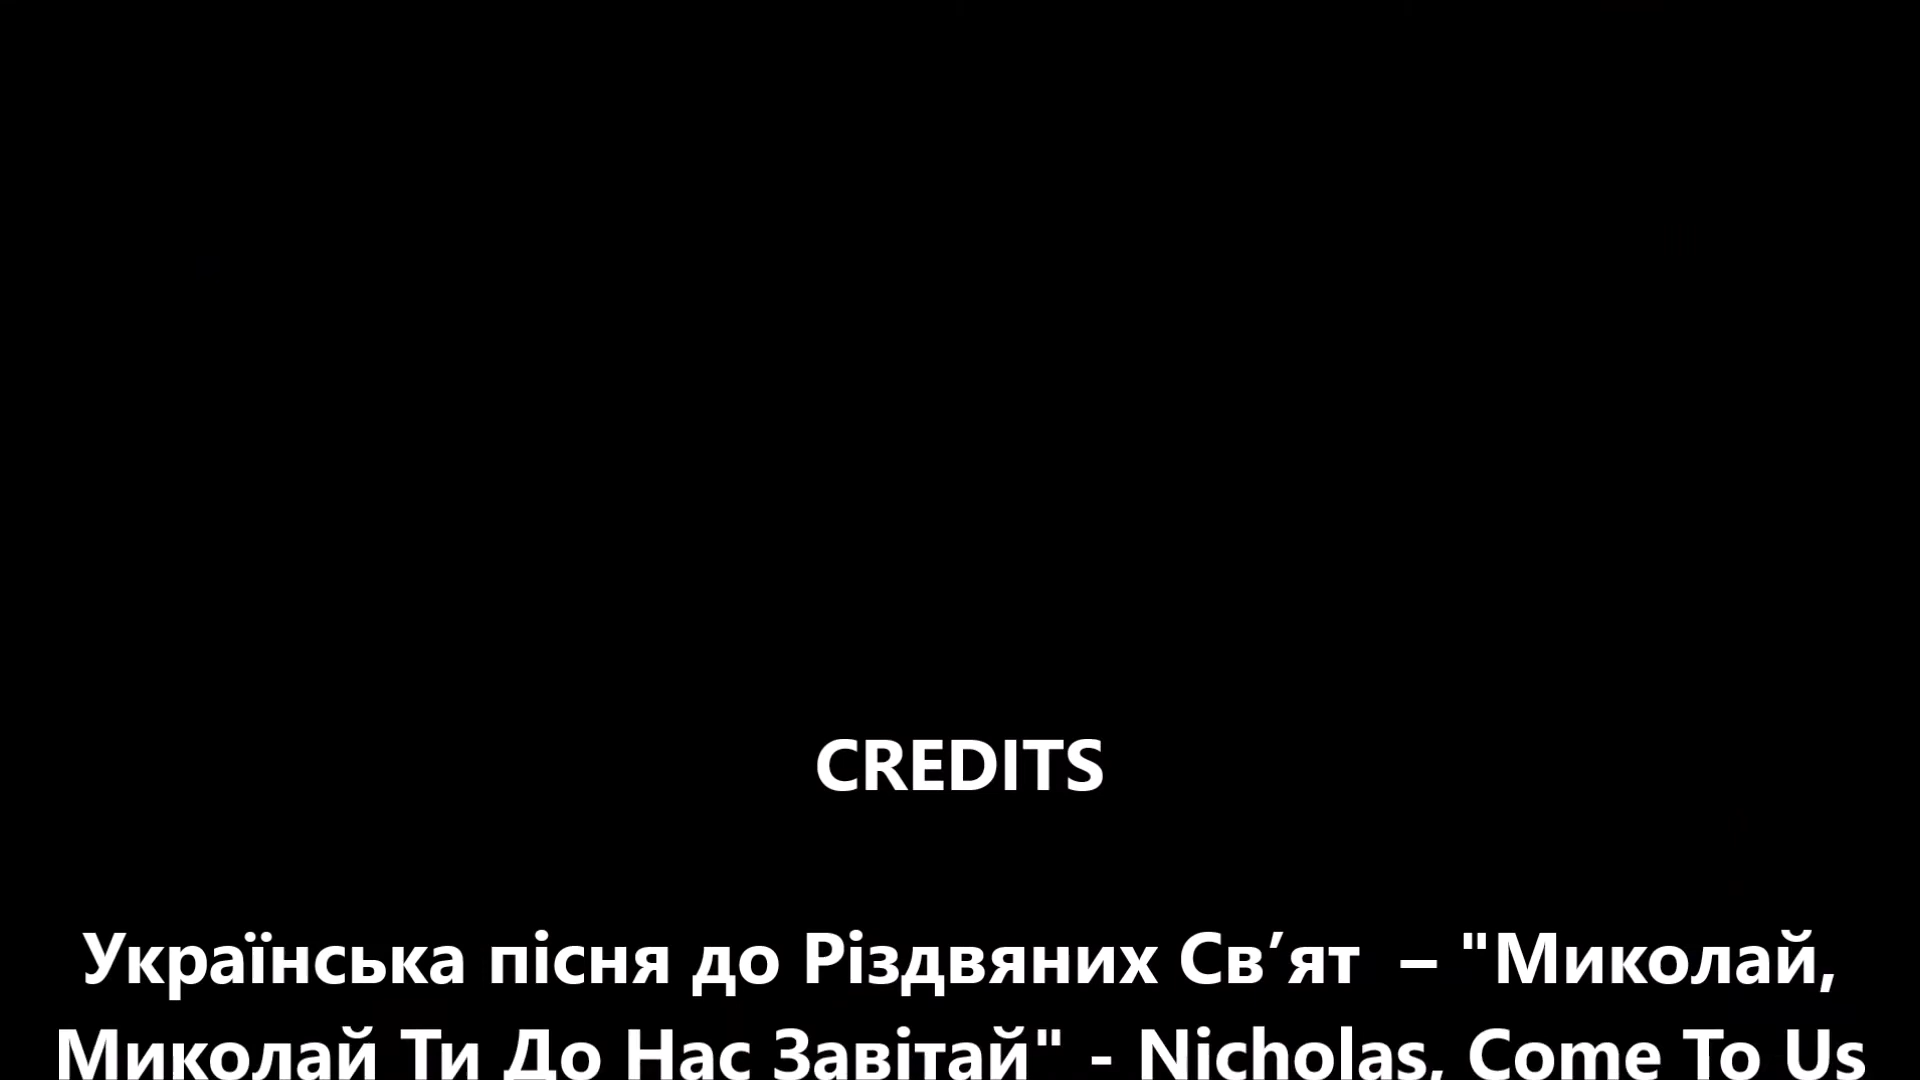 CREDITS
Українська пісня до Різдвяних Св’ят – "Миколай,
Миколай Ти До Нас Завітай" - Nicholas, Come To Us